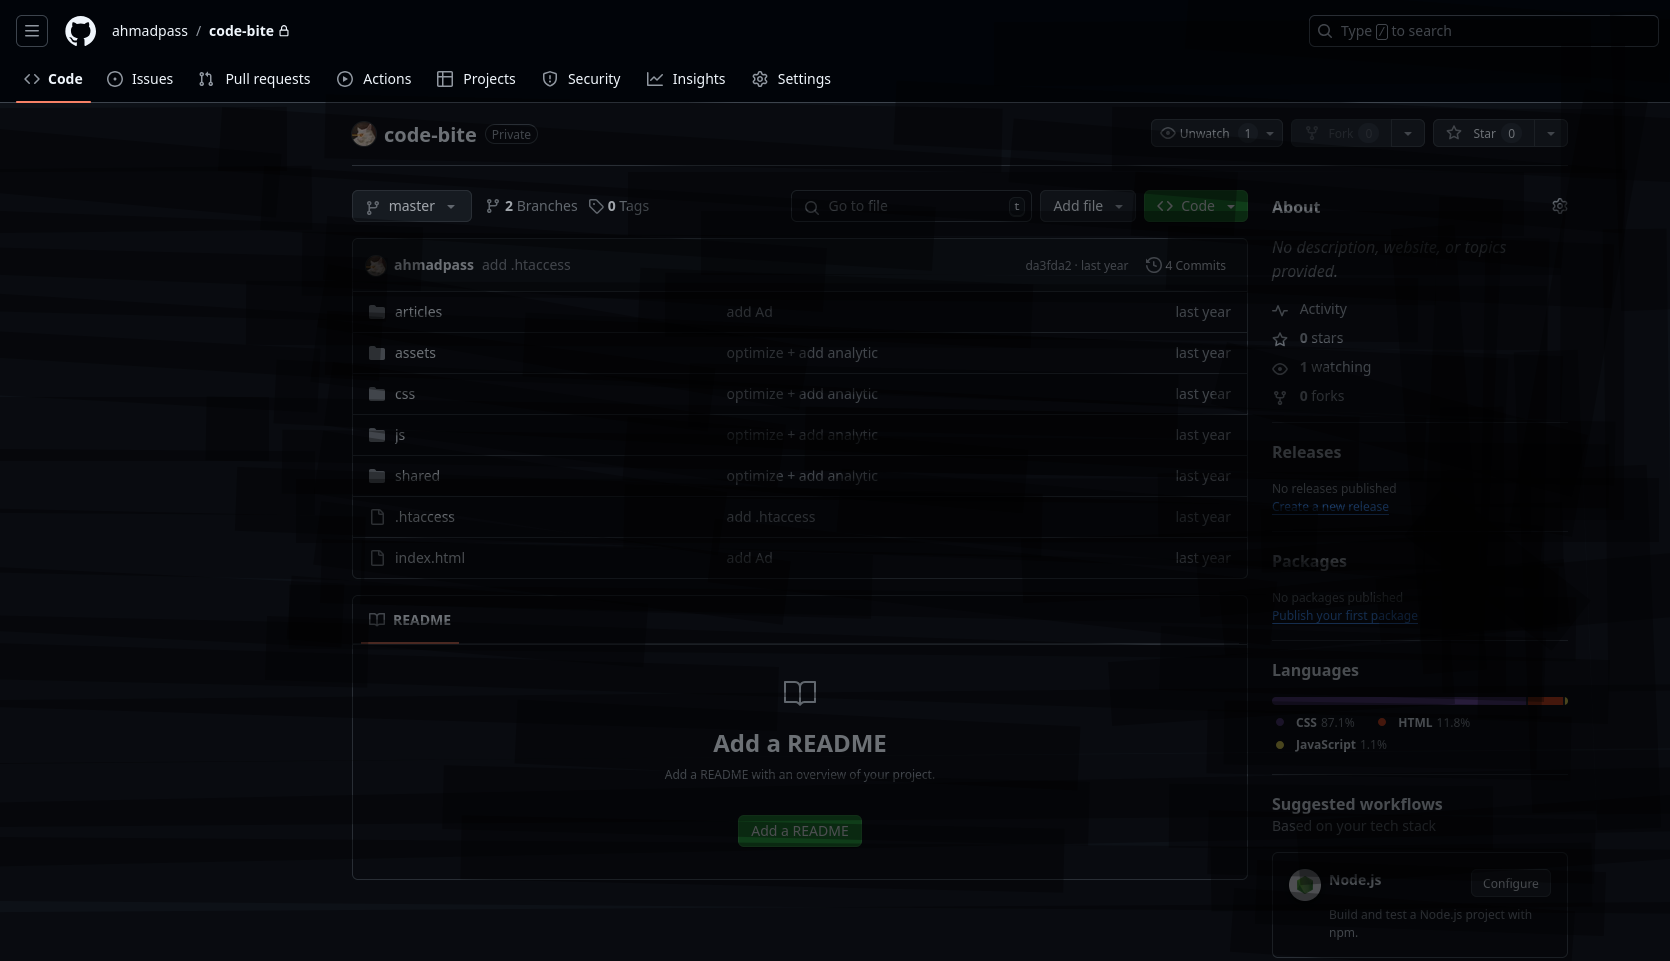 ahmadpass / code-bite
Type / to search
Code Issues Pull requests Actions Projects Security Insights Settings
code-bite Private
Unwatch 1 Fork 0 Star 0
master 2 Branches 0 Tags
Go to file t Add file Code
ahmadpass add .htaccess da3fda2 · last year 4 Commits
articles add Ad last year
assets optimize + add analytic last year
css optimize + add analytic last year
js optimize + add analytic last year
shared optimize + add analytic last year
.htaccess add .htaccess last year
index.html add Ad last year
README
Add a README
Add a README with an overview of your project.
Add a README
About
No description, website, or topics
provided.
Activity
0 stars
1 watching
0 forks
Releases
No releases published
Create a new release
Packages
No packages published
Publish your first package
Languages
CSS 87.1% HTML 11.8%
JavaScript 1.1%
Suggested workflows
Based on your tech stack
Node.js Configure
Build and test a Node.js project with
npm.